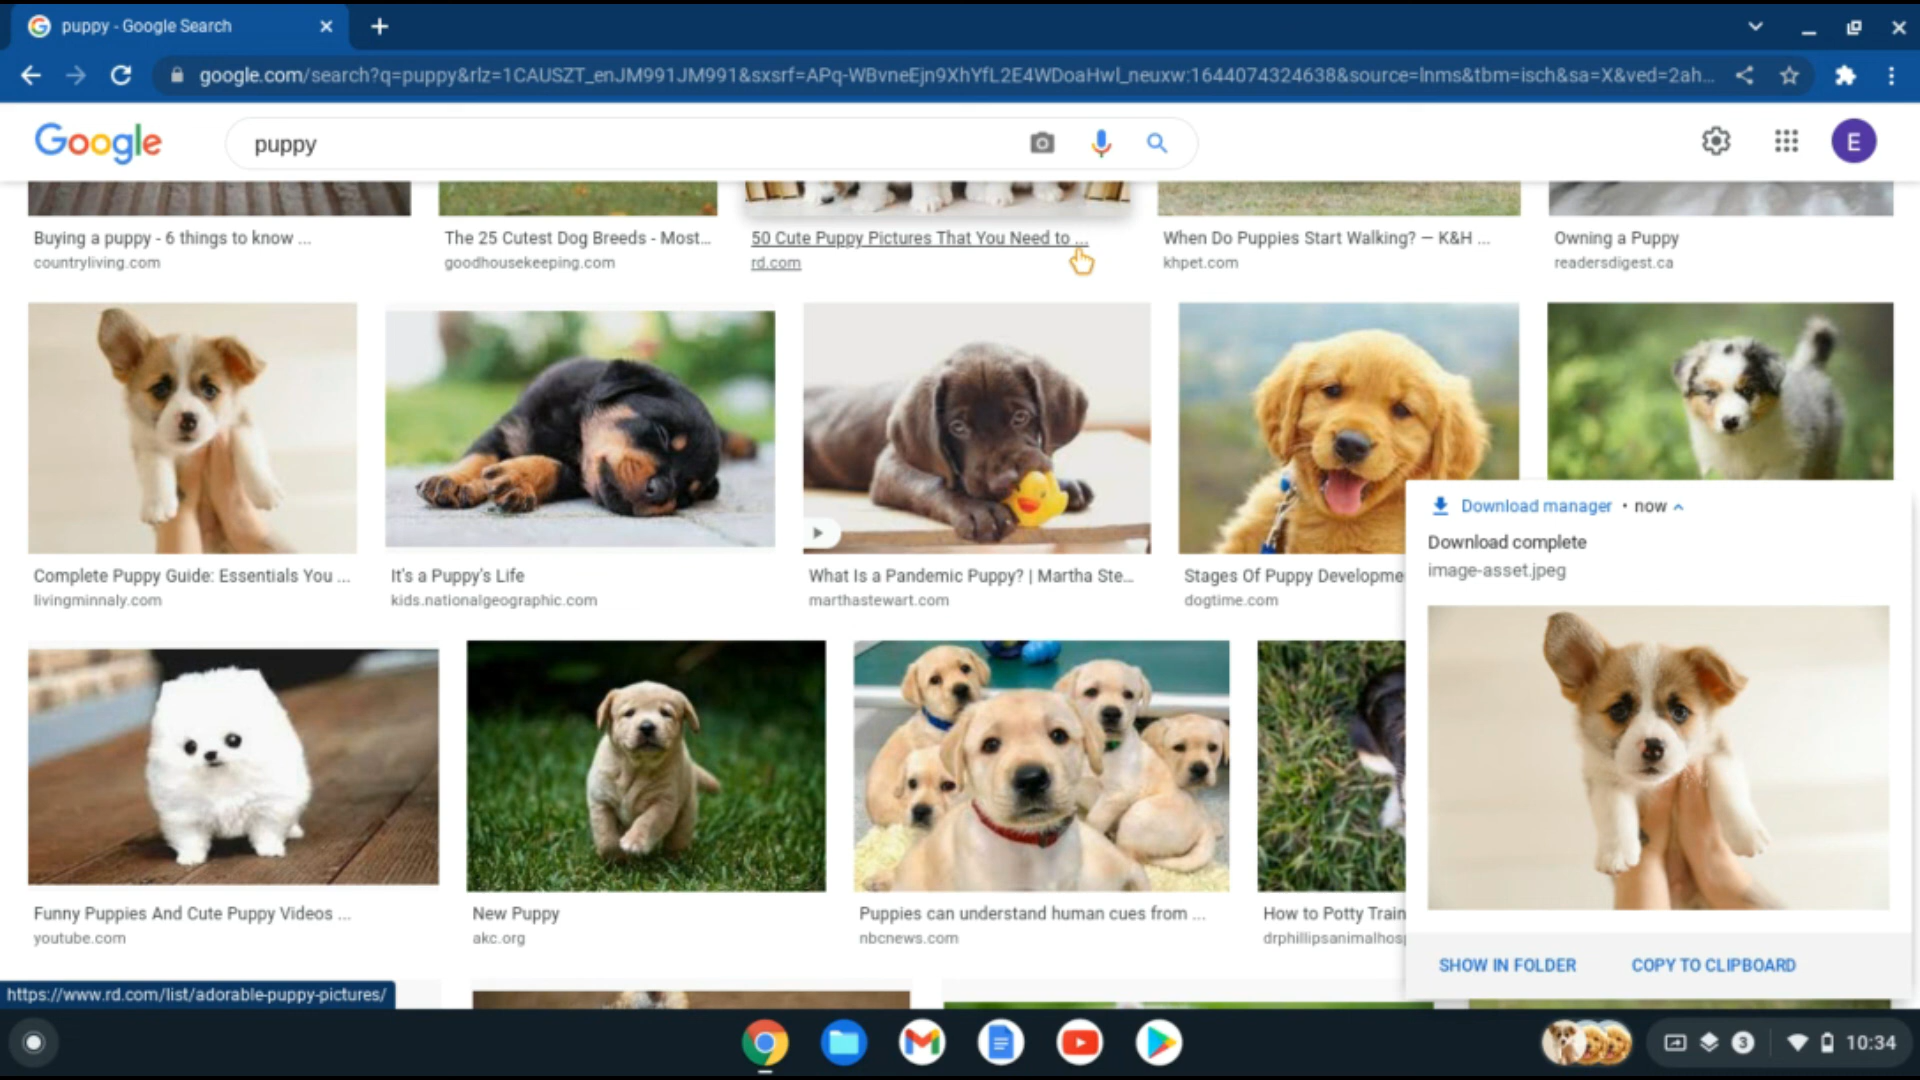 puppy - Google Search
google.com/search?q=puppy&rlz=1CAUSZT_enJM991JM991&sxsrf=APq-WBvneEjn9XhYfL2E4WDoaHwl_neuxw:1644074324638&source=lnms&tbm=isch&sa=X&ved=2ah...
Google
puppy
E
Buying a puppy - 6 things to know ...
countryliving.com
The 25 Cutest Dog Breeds - Most...
goodhousekeeping.com
50 Cute Puppy Pictures That You Need to ...
rd.com
When Do Puppies Start Walking? — K&H ...
khpet.com
Owning a Puppy
readersdigest.ca
Complete Puppy Guide: Essentials You ...
livingminnaly.com
It's a Puppy's Life
kids.nationalgeographic.com
What Is a Pandemic Puppy? | Martha Ste...
marthastewart.com
Stages Of Puppy Developme
dogtime.com
Download manager • now
Download complete
image-asset.jpeg
SHOW IN FOLDER
COPY TO CLIPBOARD
Funny Puppies And Cute Puppy Videos ...
youtube.com
New Puppy
akc.org
Puppies can understand human cues from ...
nbcnews.com
How to Potty Train
drphillipsanimalhosp
https://www.rd.com/list/adorable-puppy-pictures/
3
10:34